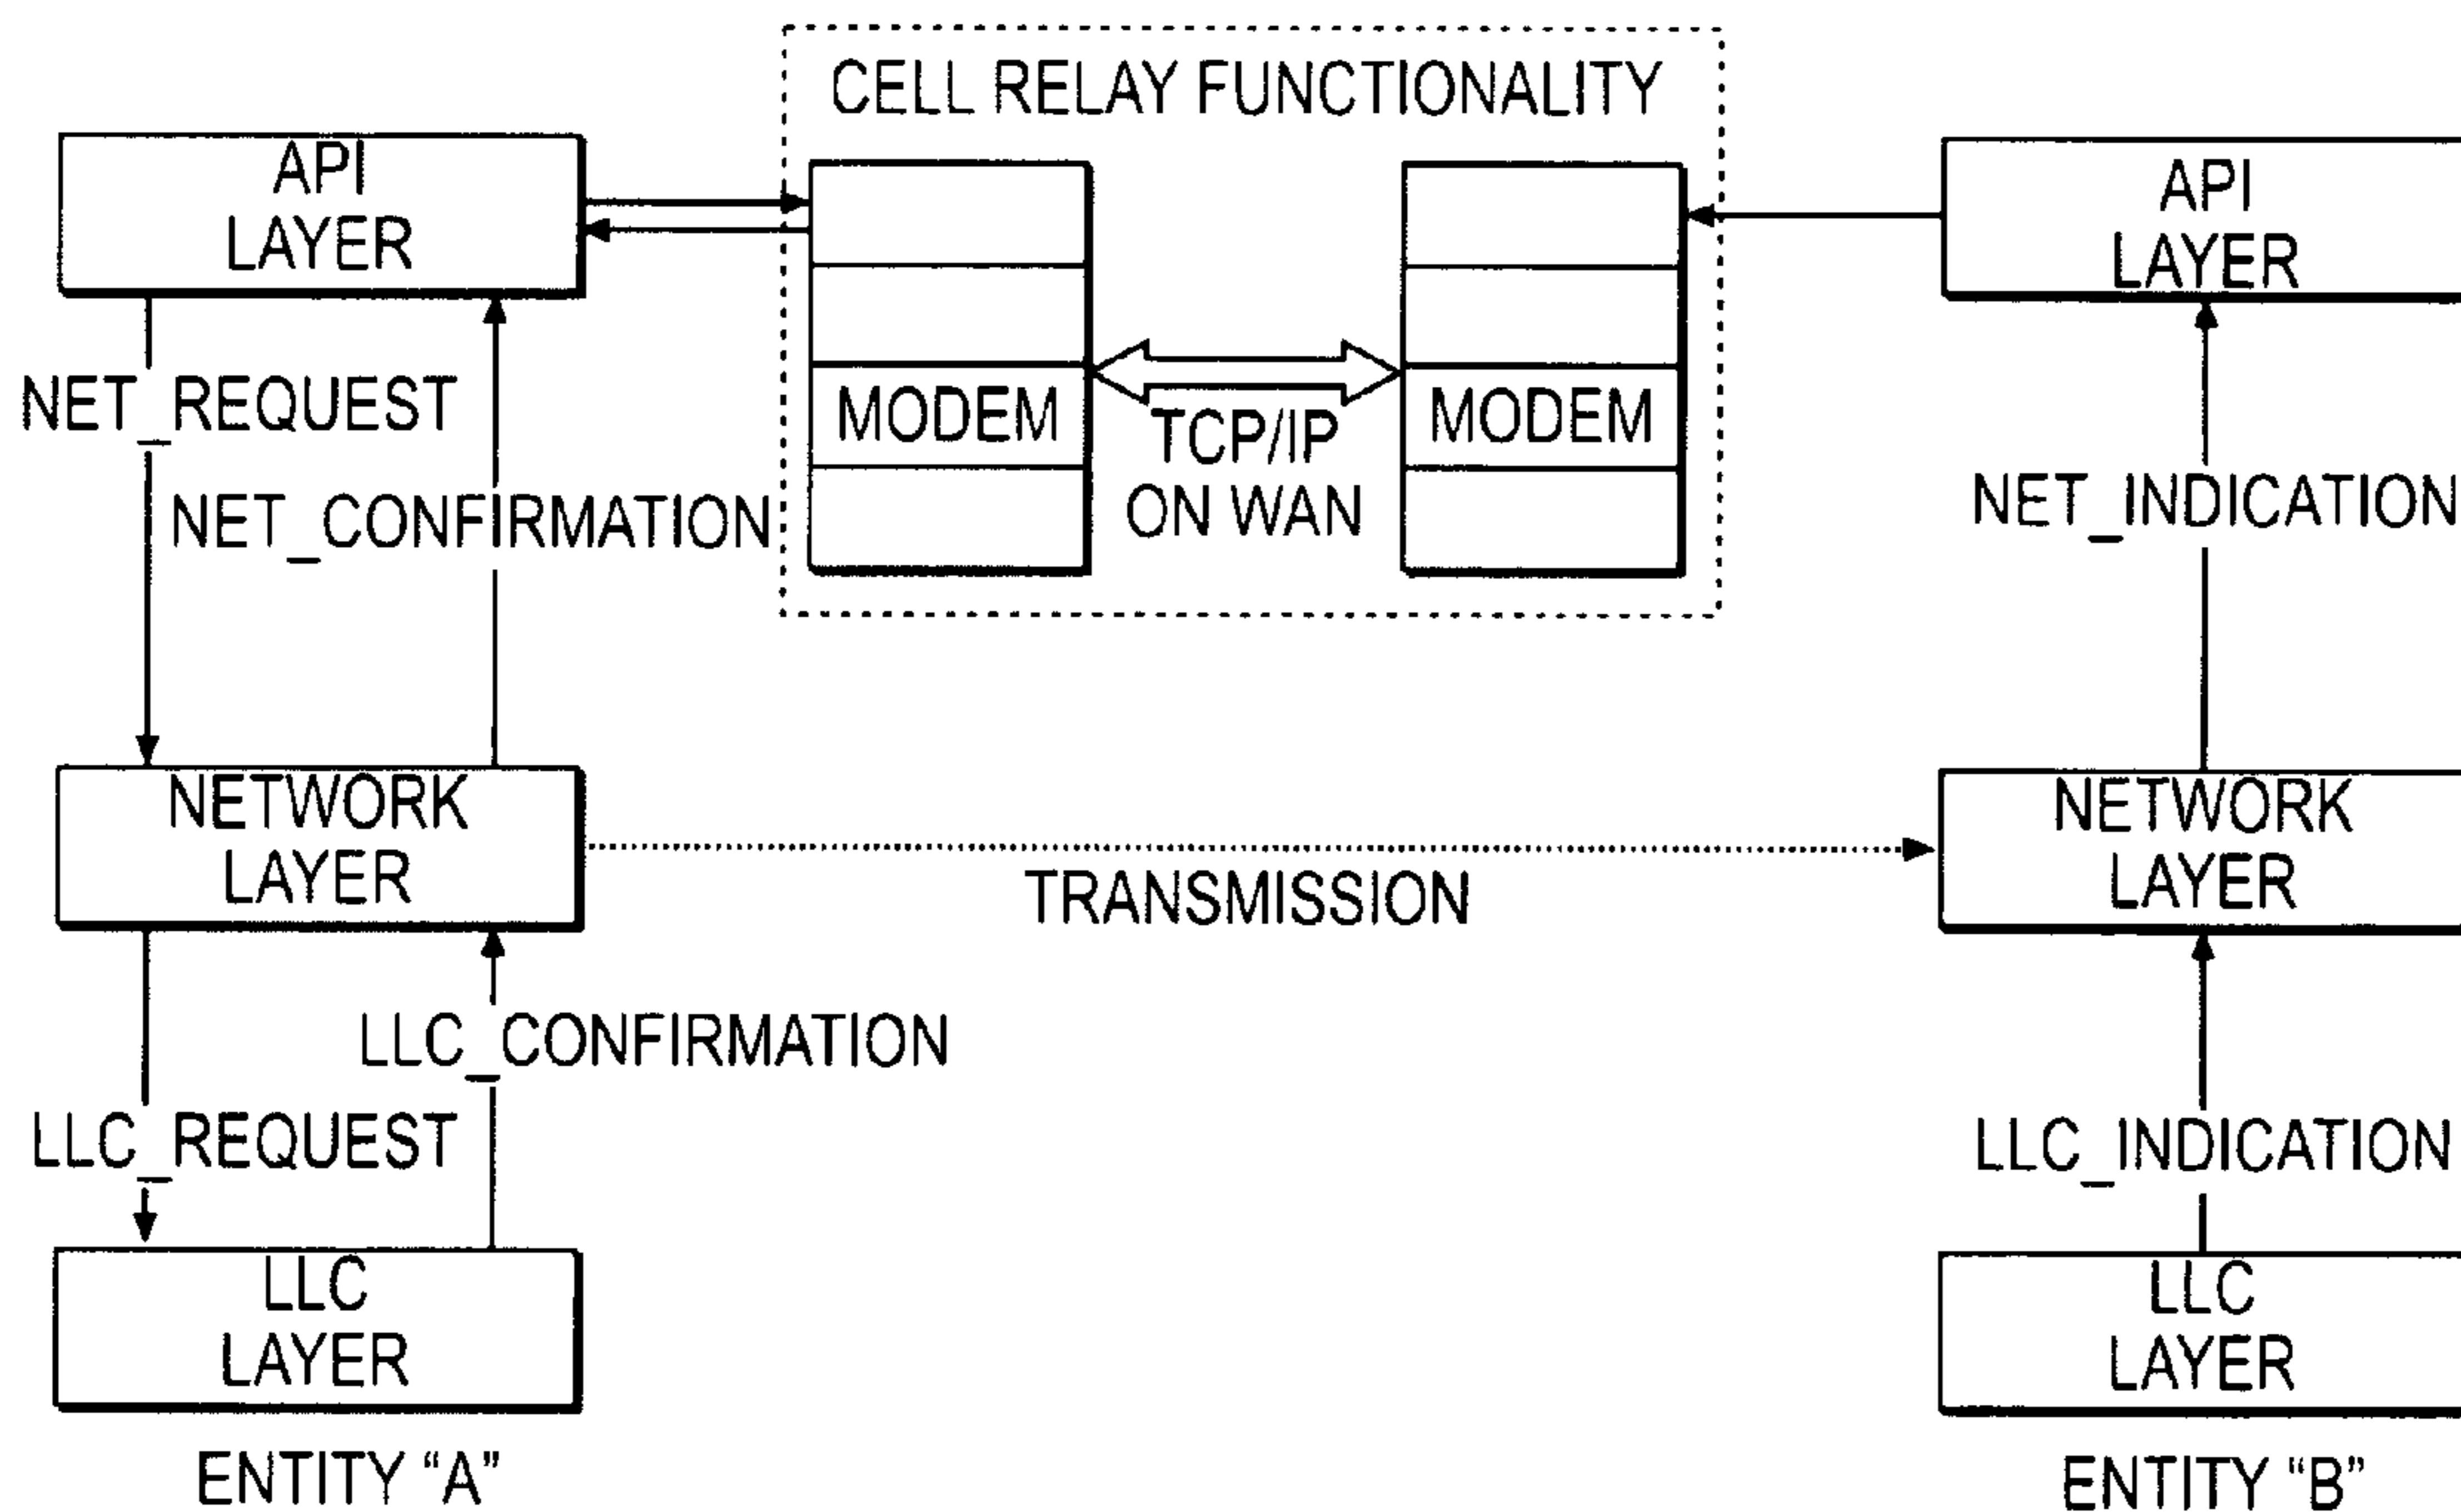 CELL RELAY FUNCTIONALITY
API
LAYER
API
LAYER
NET_REQUEST
MODEM
MODEM
TCP/IP
ON WAN
NET_CONFIRMATION
NET_INDICATION
NETWORK
LAYER
NETWORK
LAYER
TRANSMISSION
LLC_CONFIRMATION
LLC_REQUEST
LLC_INDICATION
LLC
LAYER
LLC
LAYER
ENTITY “A”
ENTITY “B”